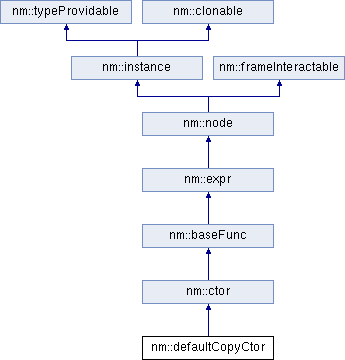 nm::typeProvidable
nm::clonable
nm::instance
nm::frameInteractable
nm::node
nm::expr
nm::baseFunc
nm::ctor
nm::defaultCopyCtor